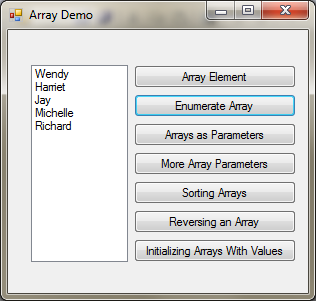 Array Demo
Wendy
Harriet
Jay
Michelle
Richard
Array Element
Enumerate Array
Arrays as Parameters
More Array Parameters
Sorting Arrays
Reversing an Array
Initializing Arrays With Values